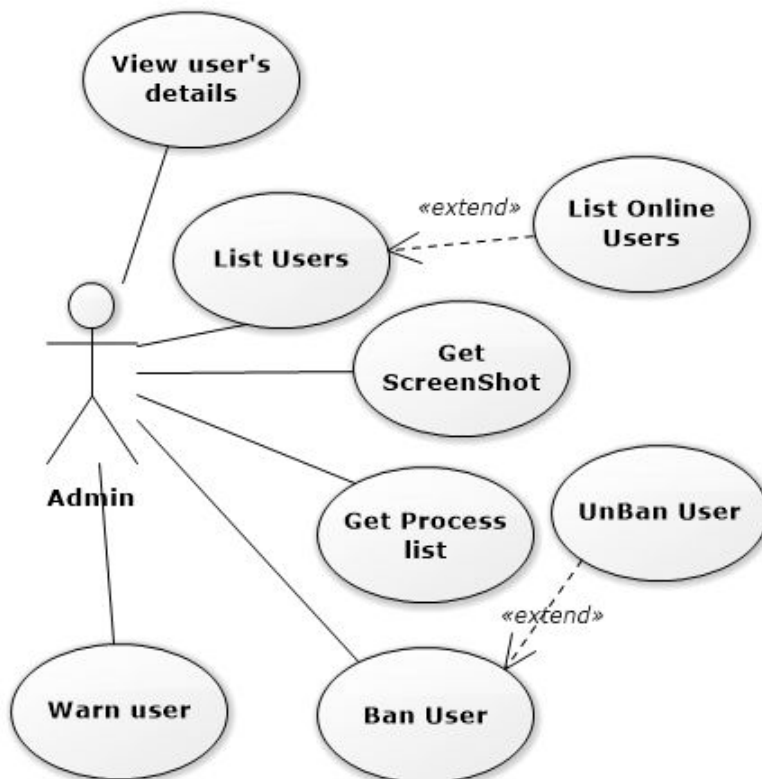 View user's
details
«extend»
List Online
Users
List Users
Get
ScreenShot
Admin
Get Process
list
UnBan User
«extend»
Warn user
Ban User